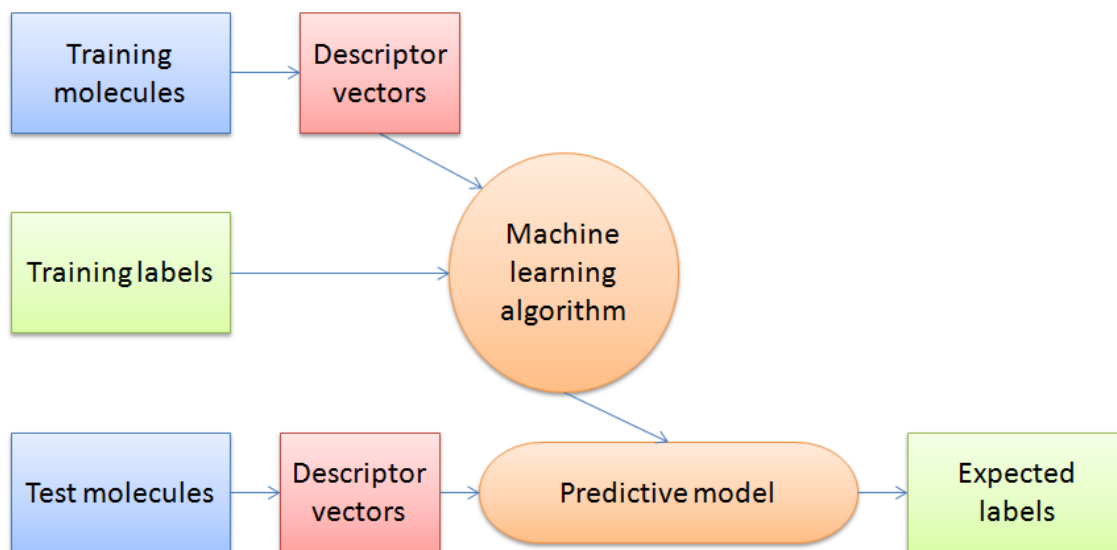 Training
molecules
Descriptor
vectors
Training labels
Machine
learning
algorithm
Test molecules
Descriptor
vectors
Predictive model
Expected
labels